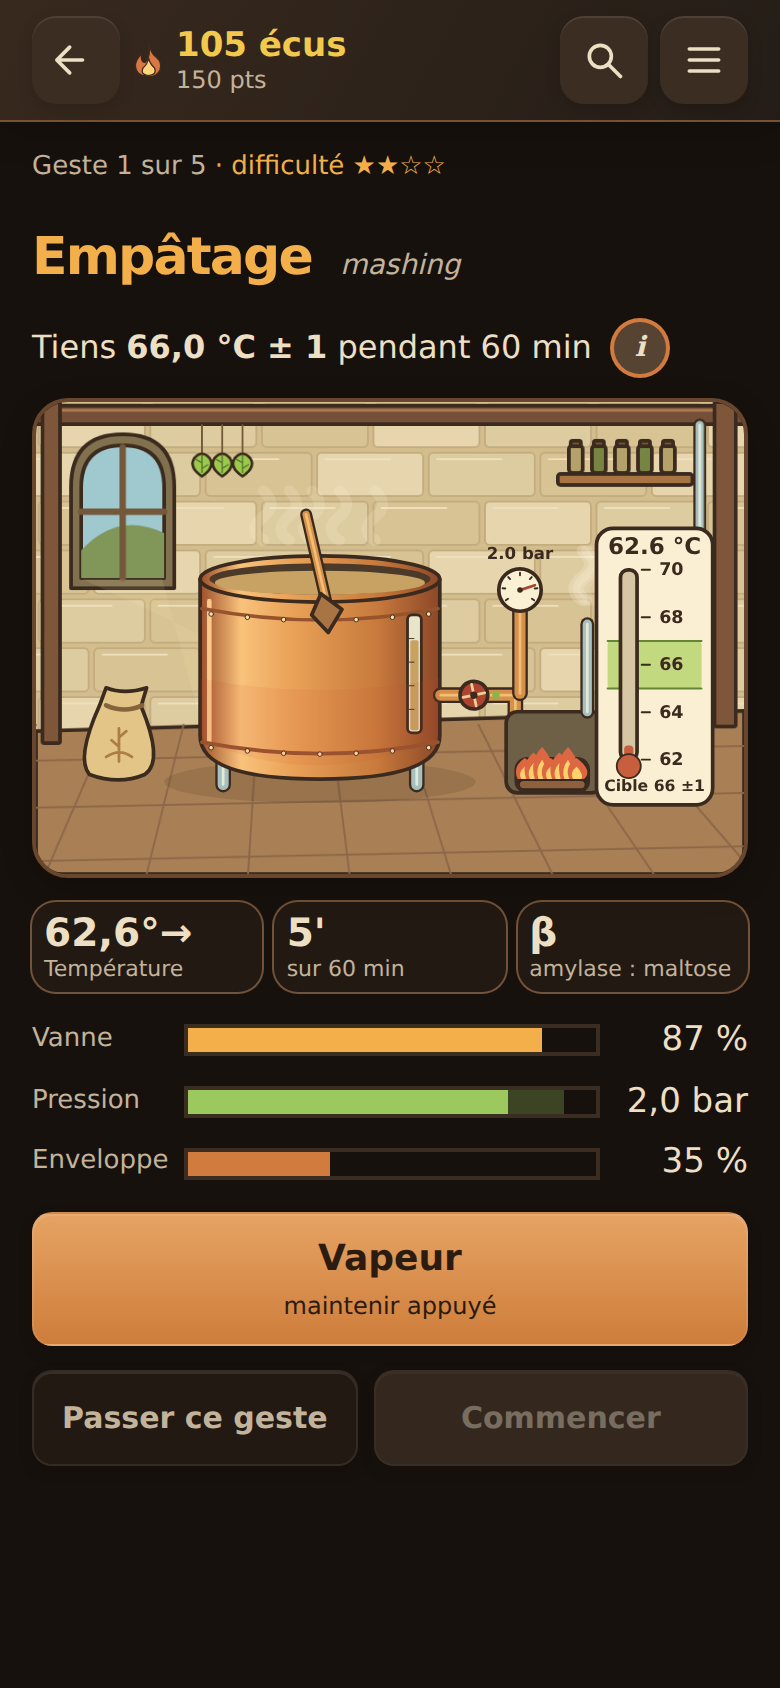 105 écus
150 pts
Geste 1 sur 5 · difficulté ★★☆☆
Empâtage mashing
Tiens 66,0 °C ± 1 pendant 60 min i
2.0 bar
62.6 °C
70
68
66
64
62
Cible 66 ±1
62,6°→
Température
5'
sur 60 min
β
amylase : maltose
Vanne 87 %
Pression 2,0 bar
Enveloppe 35 %
Vapeur
maintenir appuyé
Passer ce geste
Commencer